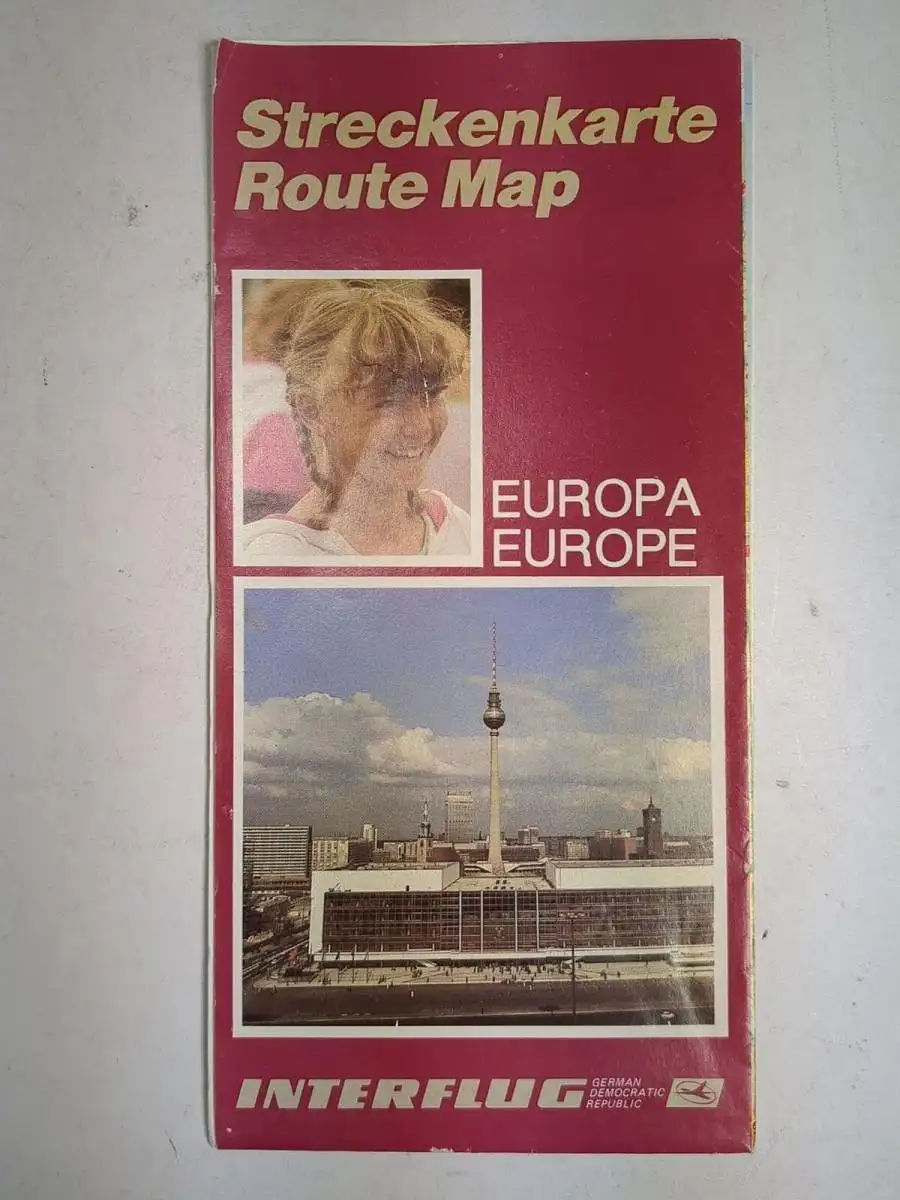 Streckenkarte
Route Map
EUROPA
EUROPE
INTERFLUG
GERMAN
DEMOCRATIC
REPUBLIC